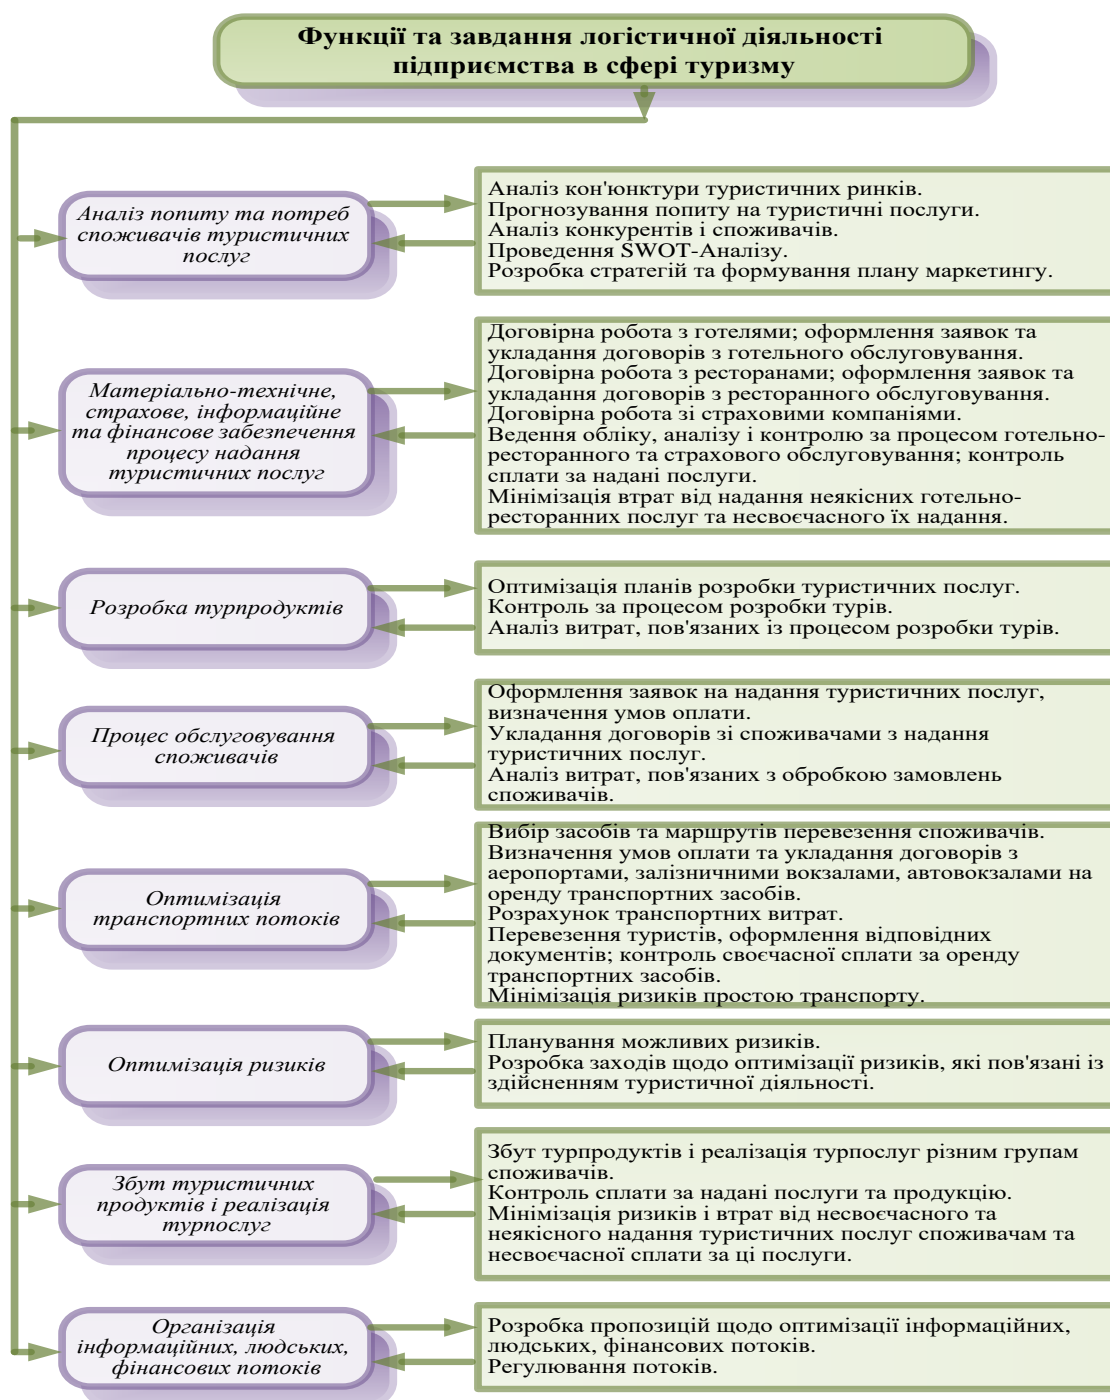 Функції та завдання логістичної діяльності
підприємства в сфері туризму
Аналіз попиту та потреб
споживачів туристичних
послуг
Аналіз кон'юнктури туристичних ринків.
Прогнозування попиту на туристичні послуги.
Аналіз конкурентів і споживачів.
Проведення SWOT-Аналізу.
Розробка стратегій та формування плану маркетингу.
Матеріально-технічне,
страхове, інформаційне
та фінансове забезпечення
процесу надання
туристичних послуг
Договірна робота з готелями; оформлення заявок та
укладання договорів з готельного обслуговування.
Договірна робота з ресторанами; оформлення заявок та
укладання договорів з ресторанного обслуговування.
Договірна робота зі страховими компаніями.
Ведення обліку, аналізу і контролю за процесом готельно-
ресторанного та страхового обслуговування; контроль
сплати за надані послуги.
Мінімізація втрат від надання неякісних готельно-
ресторанних послуг та несвоєчасного їх надання.
Розробка турпродуктів
Оптимізація планів розробки туристичних послуг.
Контроль за процесом розробки турів.
Аналіз витрат, пов'язаних із процесом розробки турів.
Процес обслуговування
споживачів
Оформлення заявок на надання туристичних послуг,
визначення умов оплати.
Укладання договорів зі споживачами з надання
туристичних послуг.
Аналіз витрат, пов'язаних з обробкою замовлень
споживачів.
Оптимізація
транспортних потоків
Вибір засобів та маршрутів перевезення споживачів.
Визначення умов оплати та укладання договорів з
аеропортами, залізничними вокзалами, автовокзалами на
оренду транспортних засобів.
Розрахунок транспортних витрат.
Перевезення туристів, оформлення відповідних
документів; контроль своєчасної сплати за оренду
транспортних засобів.
Мінімізація ризиків простою транспорту.
Оптимізація ризиків
Планування можливих ризиків.
Розробка заходів щодо оптимізації ризиків, які пов'язані із
здійсненням туристичної діяльності.
Збут туристичних
продуктів і реалізація
турпослуг
Збут турпродуктів і реалізація турпослуг різним групам
споживачів.
Контроль сплати за надані послуги та продукцію.
Мінімізація ризиків і втрат від несвоєчасного та
неякісного надання туристичних послуг споживачам та
несвоєчасної сплати за ці послуги.
Організація
інформаційних, людських,
фінансових потоків
Розробка пропозицій щодо оптимізації інформаційних,
людських, фінансових потоків.
Регулювання потоків.